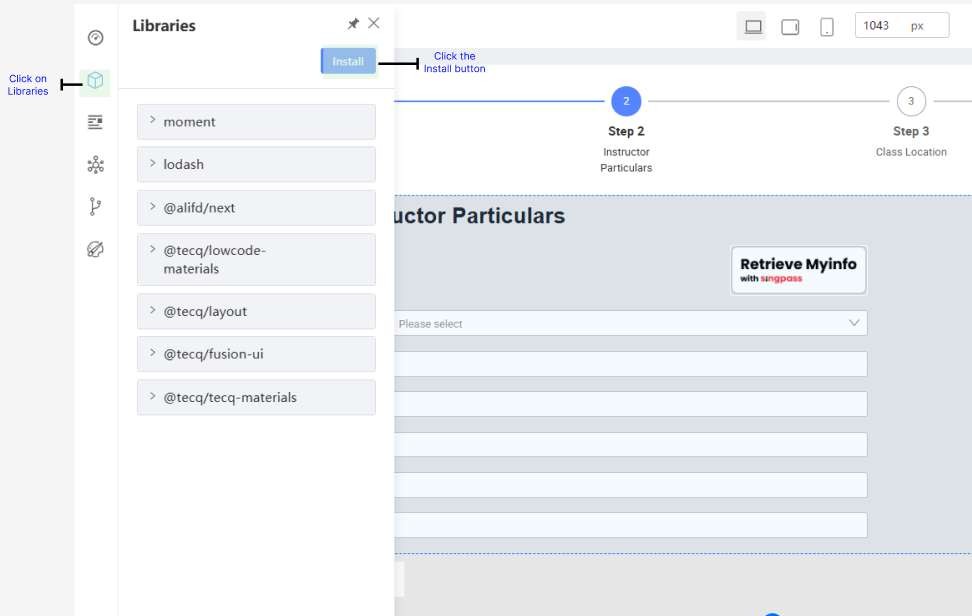 Libraries
1043 px
Install
Click the
Install button
Click on
Libraries
2
3
Step 2
Step 3
Instructor
Particulars
Class Location
moment
lodash
@alifd/next
@tecq/lowcode-
materials
@tecq/layout
@tecq/fusion-ui
@tecq/tecq-materials
uctor Particulars
Retrieve Myinfo
with singpass
Please select